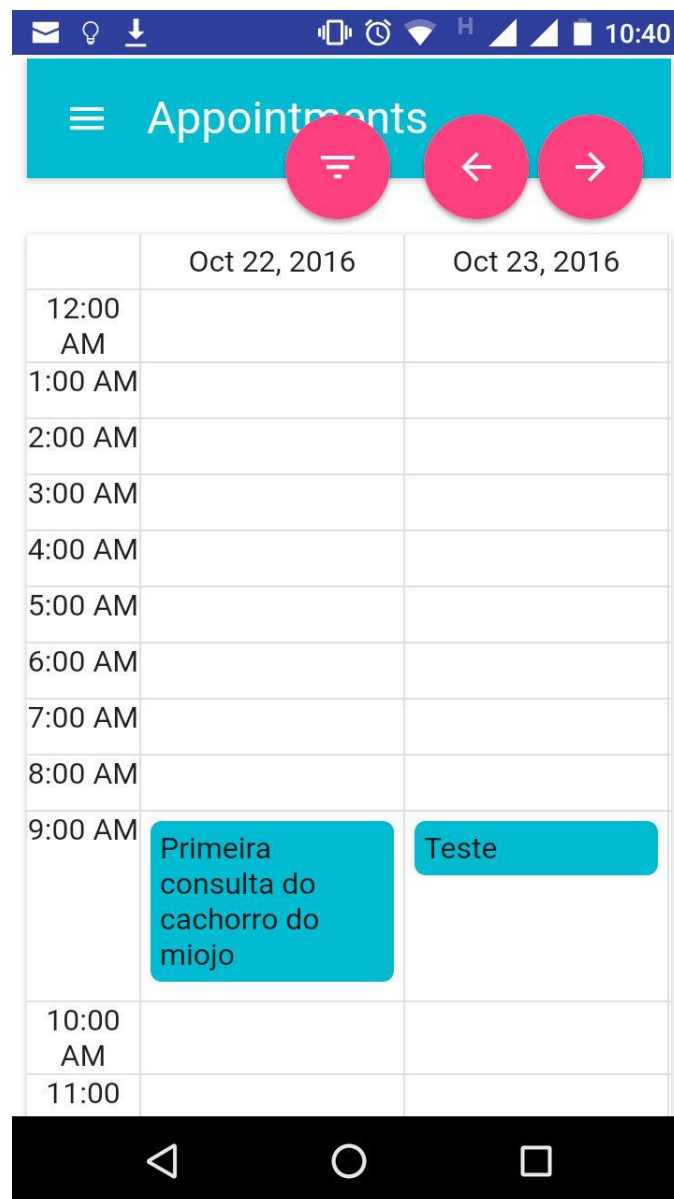 H 10:40
Appointments
Oct 22, 2016 Oct 23, 2016
12:00
AM
1:00 AM
2:00 AM
3:00 AM
4:00 AM
5:00 AM
6:00 AM
7:00 AM
8:00 AM
9:00 AM
Primeira
consulta do
cachorro do
miojo
Teste
10:00
AM
11:00